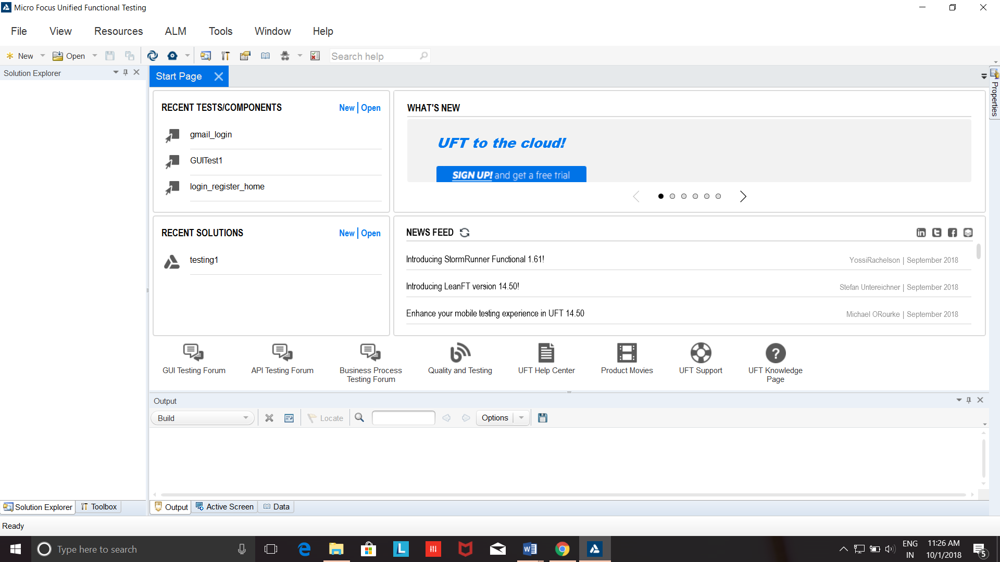 Micro Focus Unified Functional Testing
File View Resources ALM Tools Window Help
New Open Search help
Solution Explorer
Start Page
Properties
RECENT TESTS/COMPONENTS New Open
gmail_login
GUITest1
login_register_home
WHAT'S NEW
UFT to the cloud!
SIGN UP! and get a free trial
RECENT SOLUTIONS New Open
testing1
NEWS FEED
Introducing StormRunner Functional 1.61! YossiRachelson | September 2018
Introducing LeanFT version 14.50! Stefan Untereichner | September 2018
Enhance your mobile testing experience in UFT 14.50 Michael ORourke | September 2018
GUI Testing Forum
API Testing Forum
Business Process
Testing Forum
Quality and Testing
UFT Help Center
Product Movies
UFT Support
UFT Knowledge
Page
Output
Build Locate Options
Solution Explorer Toolbox Output Active Screen Data
Ready
Type here to search
ENG
IN
11:26 AM
10/1/2018
5